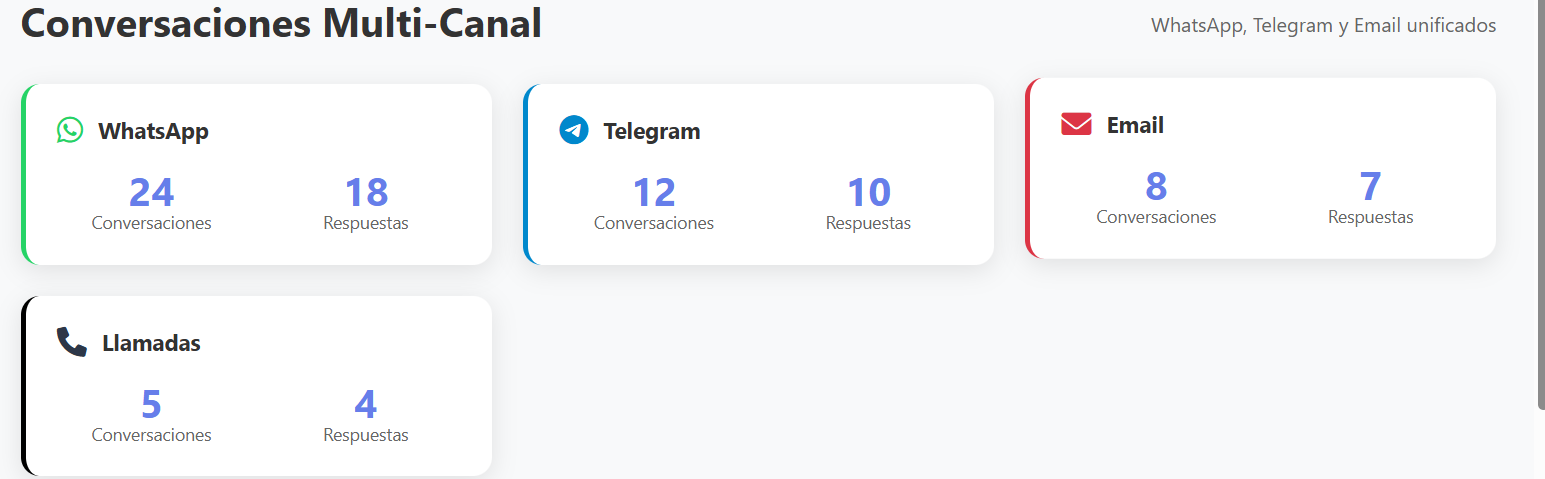 Conversaciones Multi-Canal
WhatsApp, Telegram y Email unificados
WhatsApp
24
Conversaciones
18
Respuestas
Telegram
12
Conversaciones
10
Respuestas
Email
8
Conversaciones
7
Respuestas
Llamadas
5
Conversaciones
4
Respuestas